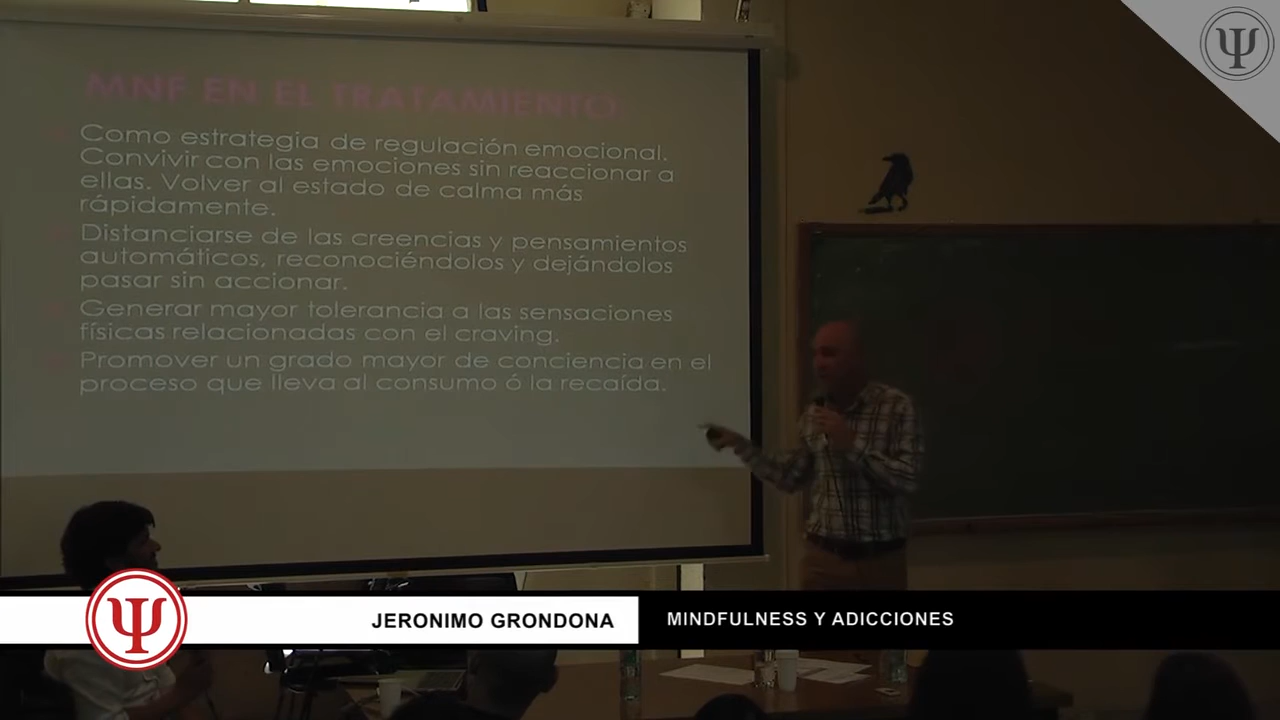 MNF EN EL TRATAMIENTO.
Como estrategia de regulación emocional.
Convivir con las emociones sin reaccionar a
ellas. Volver al estado de calma más
rápidamente.
Distanciarse de las creencias y pensamientos
automáticos, reconociéndolos y dejándolos
pasar sin accionar.
Generar mayor tolerancia a las sensaciones
físicas relacionadas con el craving.
Promover un grado mayor de conciencia en el
proceso que lleva al consumo ó la recaída.
JERONIMO GRONDONA
MINDFULNESS Y ADICCIONES